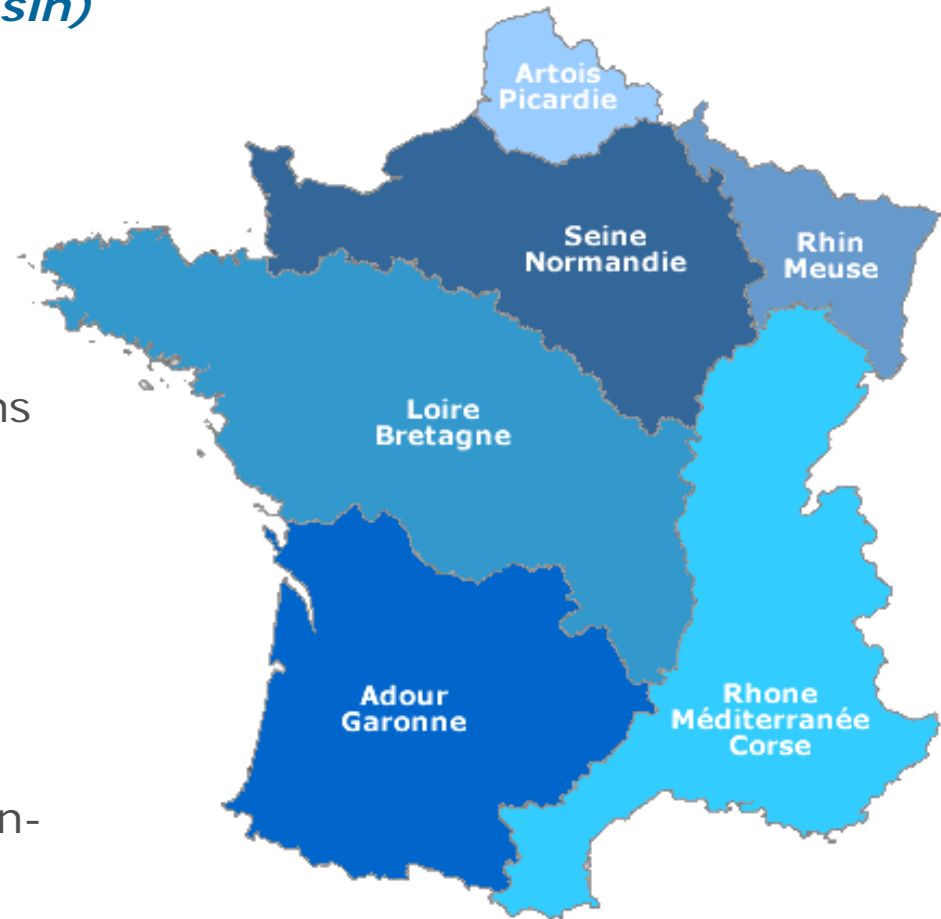 sin)
Artois
Picardie
Seine
Normandie
Rhin
Meuse
ns
Loire
Bretagne
Adour
Garonne
Rhone
Méditerranée
Corse
n-